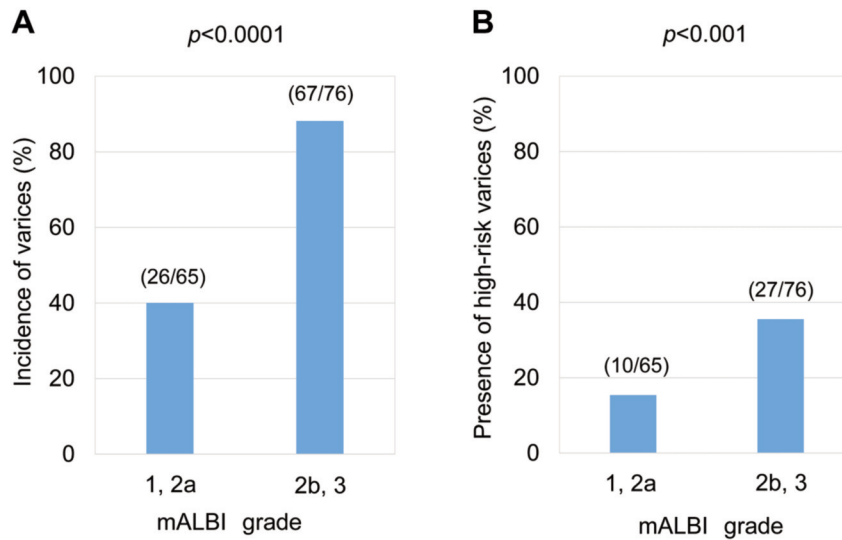 A
p<0.0001
Incidence of varices (%)
100
80
60
40
20
0
(26/65)
(67/76)
1, 2a
2b, 3
mALBI grade
B
p<0.001
Presence of high-risk varices (%)
100
80
60
40
20
0
(10/65)
(27/76)
1, 2a
2b, 3
mALBI grade